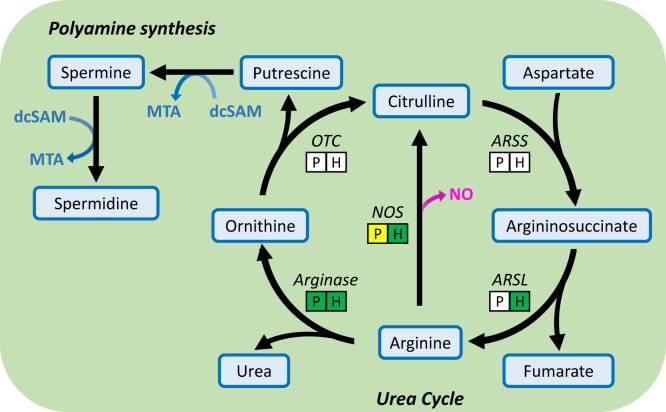 Polyamine synthesis
Spermine
Putrescine
Aspartate
dcSAM
MTA
dcSAM
Citrulline
MTA
OTC
P H
ARSS
P H
Spermidine
NO
Ornithine
NOS
P H
Argininosuccinate
Arginase
P H
ARSL
P H
Arginine
Urea
Fumarate
Urea Cycle